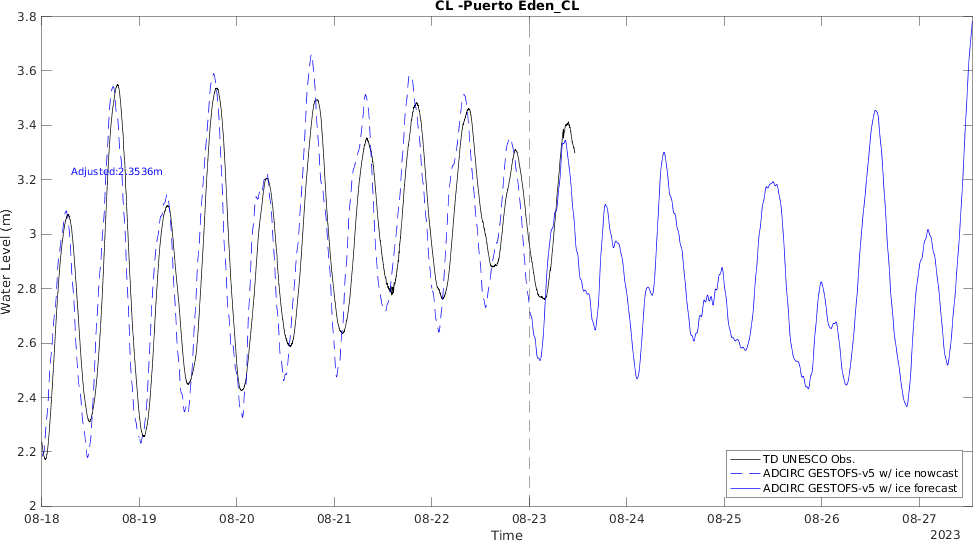 CL -Puerto Eden_CL
3.8
3.6
3.4
3.2
3
2.8
2.6
2.4
2.2
2
Water Level (m)
Adjusted:2.3536m
TD UNESCO Obs.
ADCIRC GESTOFS-v5 w/ ice nowcast
ADCIRC GESTOFS-v5 w/ ice forecast
08-18 08-19 08-20 08-21 08-22 08-23 08-24 08-25 08-26 08-27
Time
2023